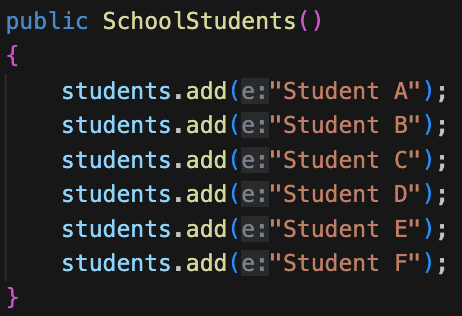 public SchoolStudents()
{
    students.add(e:"Student A");
    students.add(e:"Student B");
    students.add(e:"Student C");
    students.add(e:"Student D");
    students.add(e:"Student E");
    students.add(e:"Student F");
}